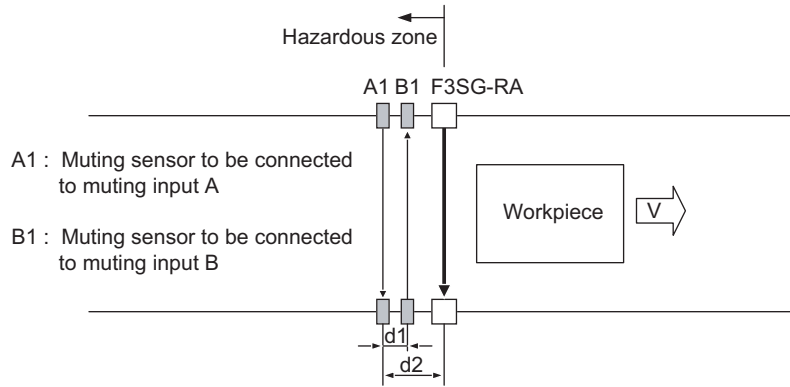 Hazardous zone
A1 B1 F3SG-RA
A1 : Muting sensor to be connected
to muting input A
B1 : Muting sensor to be connected
to muting input B
Workpiece
V
d1
d2